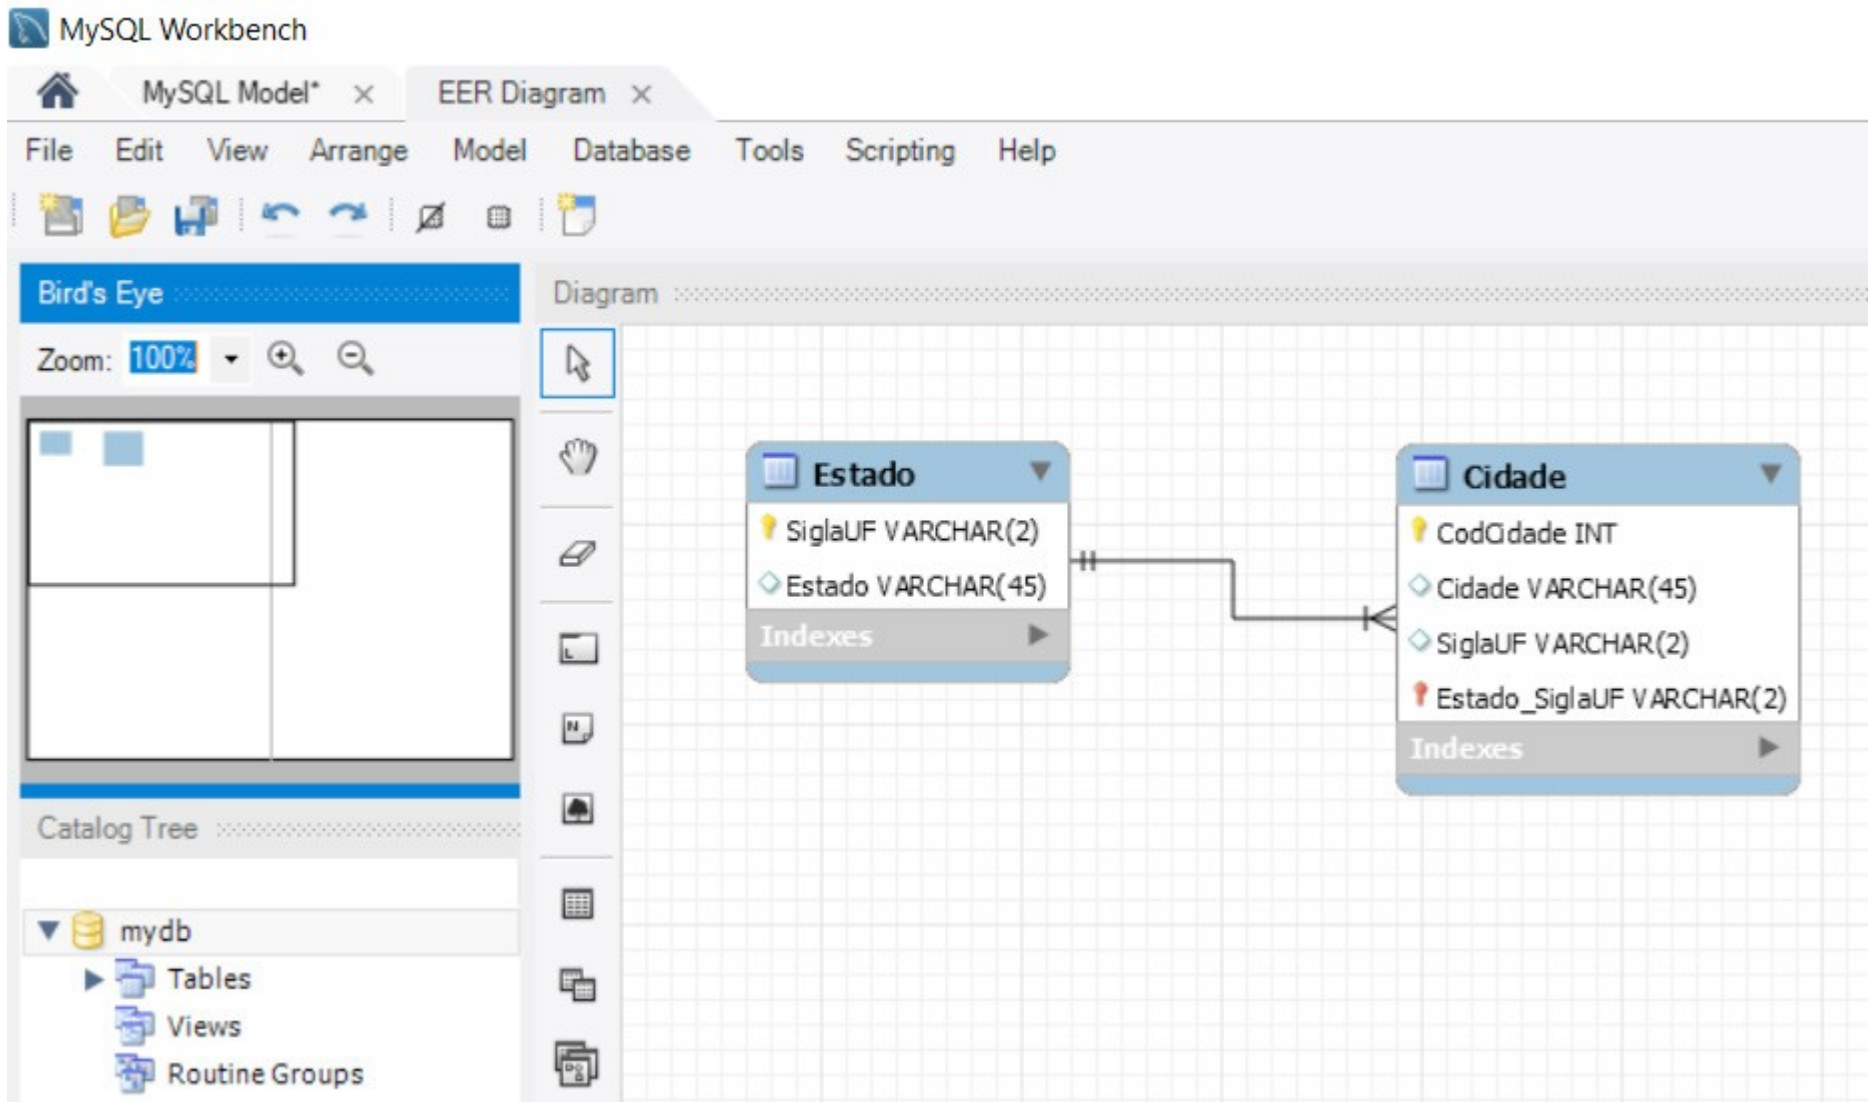 MySQL Workbench
MySQL Model* × EER Diagram ×
File Edit View Arrange Model Database Tools Scripting Help
Bird's Eye
Diagram
Zoom: 100%
Estado
SiglaUF VARCHAR(2)
Estado VARCHAR(45)
Indexes
Cidade
CodCidade INT
Cidade VARCHAR(45)
SiglaUF VARCHAR(2)
Estado_SiglaUF VARCHAR(2)
Indexes
Catalog Tree
mydb
Tables
Views
Routine Groups